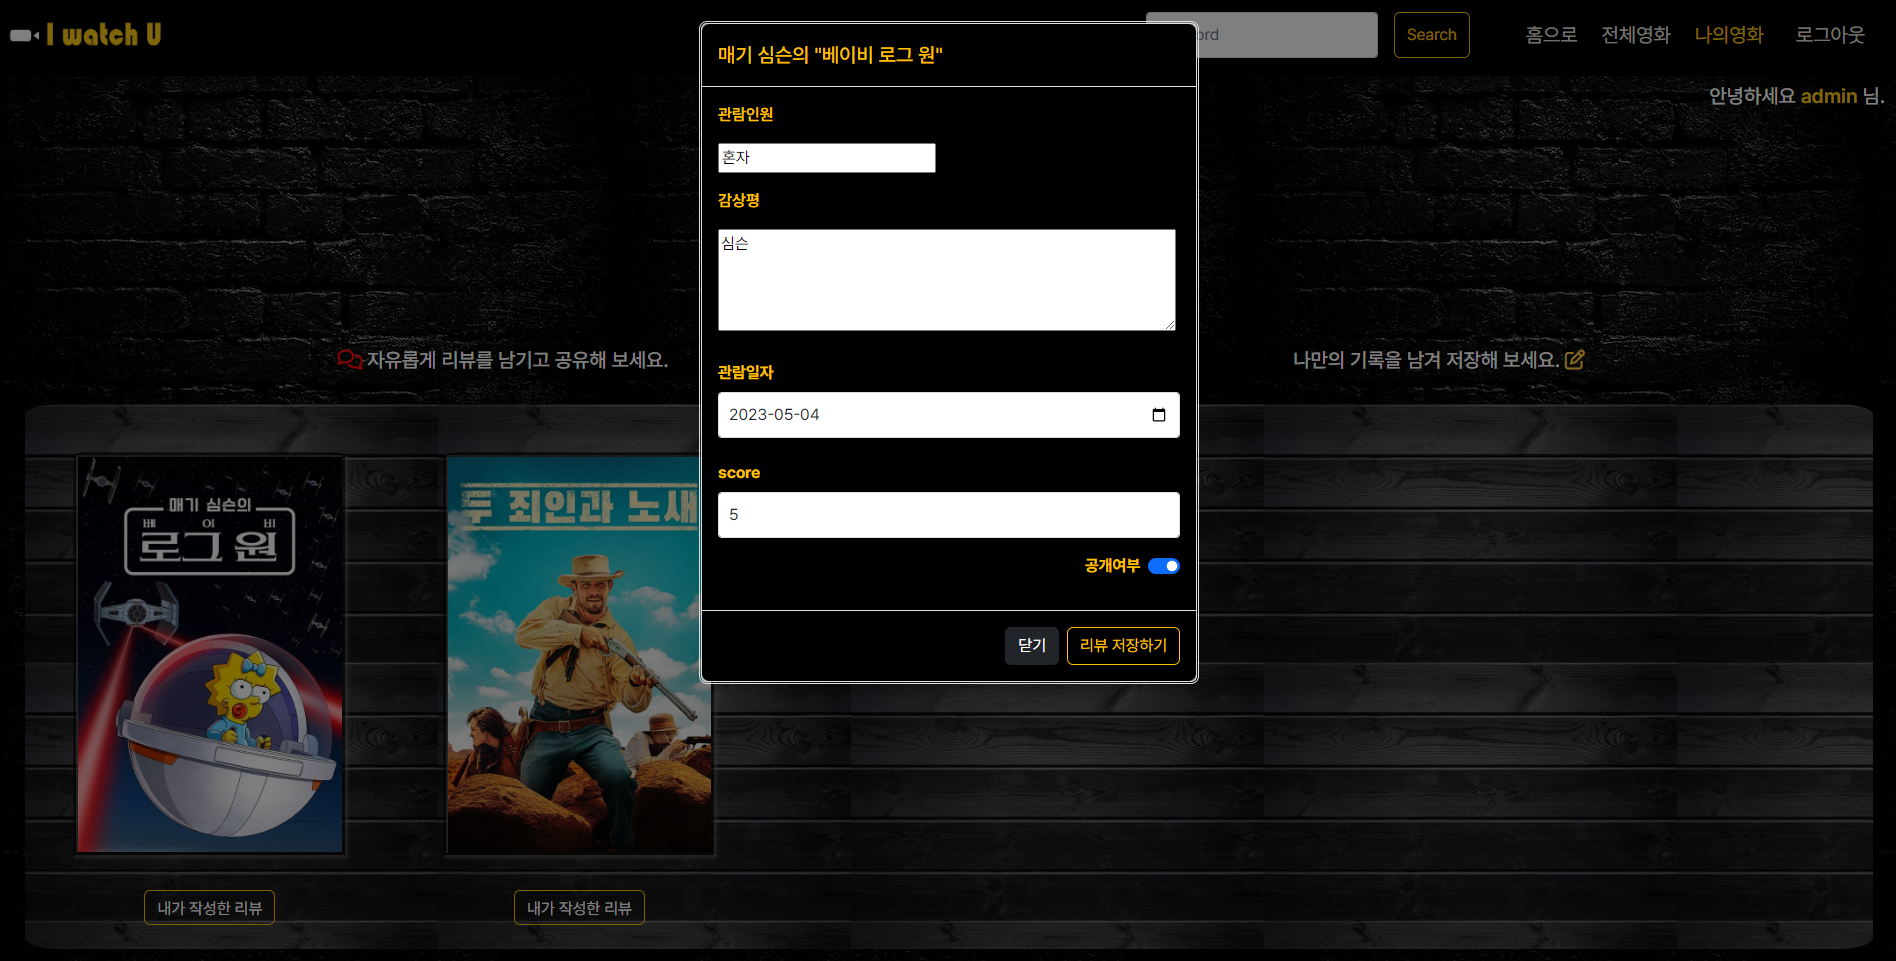 I watch U
ord
Search
홈으로
전체영화
나의영화
로그아웃
안녕하세요 admin 님.
매기 심슨의 "베이비 로그 원"
관람인원
혼자
감상평
심슨
관람일자
2023-05-04
score
5
공개여부
닫기
리뷰 저장하기
자유롭게 리뷰를 남기고 공유해 보세요.
나만의 기록을 남겨 저장해 보세요.
매기 심슨의
베이비
로그 원
두 죄인과 노새
내가 작성한 리뷰
내가 작성한 리뷰